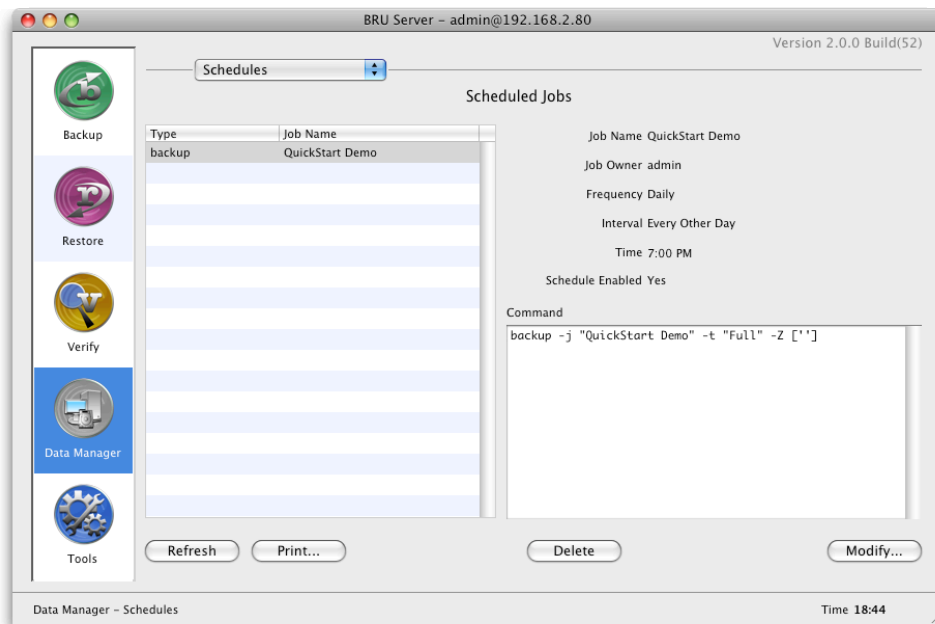 BRU Server – admin@192.168.2.80
Version 2.0.0 Build(52)
Schedules
Scheduled Jobs
Backup
Restore
Verify
Data Manager
Tools
Type Job Name
backup QuickStart Demo
Job Name QuickStart Demo
Job Owner admin
Frequency Daily
Interval Every Other Day
Time 7:00 PM
Schedule Enabled Yes
Command
backup -j "QuickStart Demo" -t "Full" -Z ['']
Refresh
Print...
Delete
Modify...
Data Manager – Schedules
Time 18:44